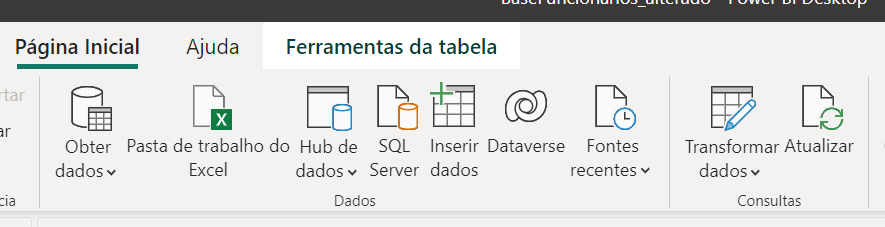 BaseFuncionarios_alterado - Power BI Desktop
Página Inicial
Ajuda
Ferramentas da tabela
rtar
ar
Obter
dados
Pasta de trabalho do
Excel
Hub de
dados
SQL
Server
Inserir
dados
Dataverse
Fontes
recentes
Transformar
dados
Atualizar
cia
Dados
Consultas